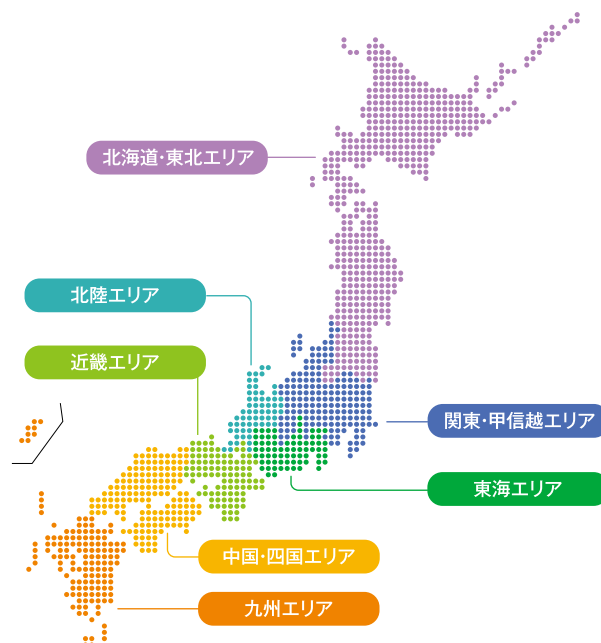 北海道・東北エリア
北陸エリア
近畿エリア
関東・甲信越エリア
東海エリア
中国・四国エリア
九州エリア